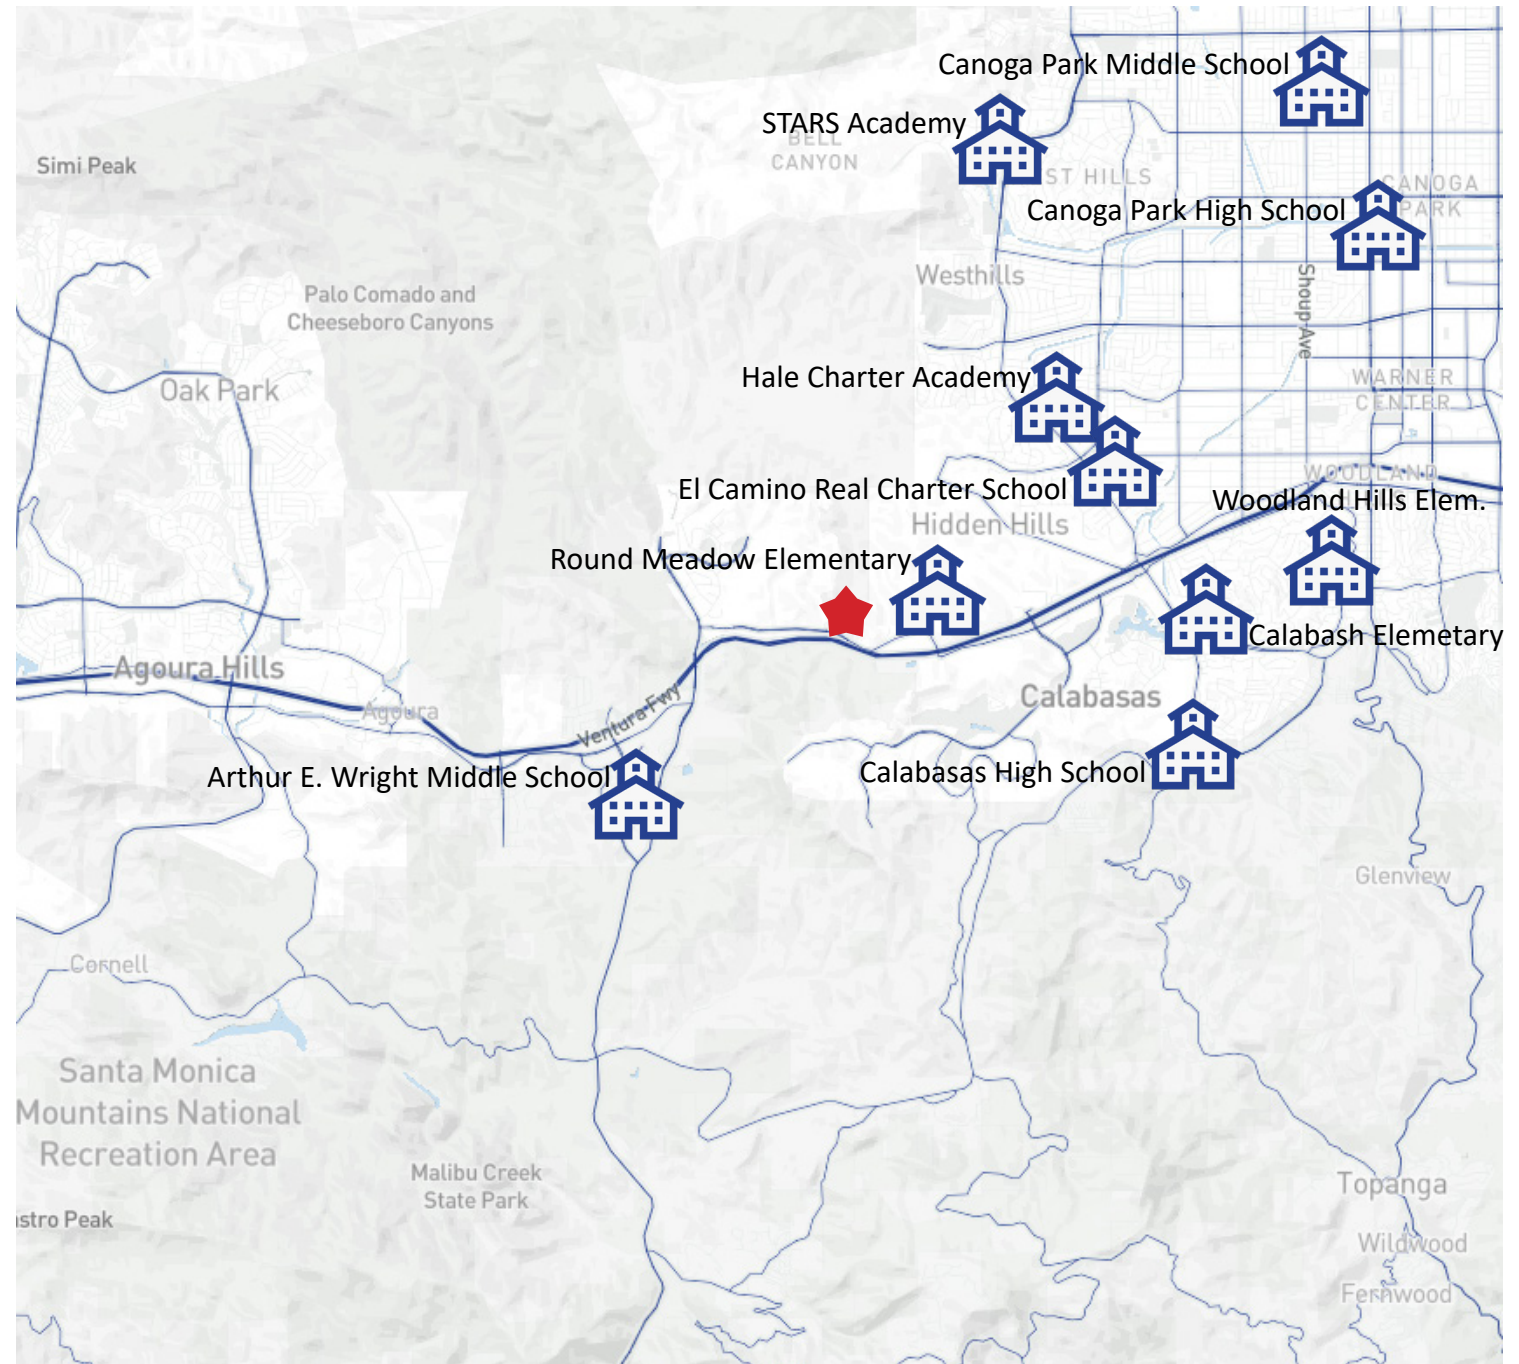 Canoga Park Middle School
STARS Academy
BELL
CANYON
Simi Peak
ST HILLS
CANOGA
PARK
Canoga Park High School
Westhills
Shoup Ave
Palo Comado and
Cheeseboro Canyons
Oak Park
Hale Charter Academy
WARNER
CENTER
El Camino Real Charter School
WOODLAND
Woodland Hills Elem.
Hidden Hills
Round Meadow Elementary
Calabash Elemetary
Agoura Hills
Calabasas
Agoura
Ventura Fwy
Arthur E. Wright Middle School
Calabasas High School
Glenview
Cornell
Santa Monica
Mountains National
Recreation Area
Malibu Creek
State Park
Topanga
stro Peak
Wildwood
Fernwood